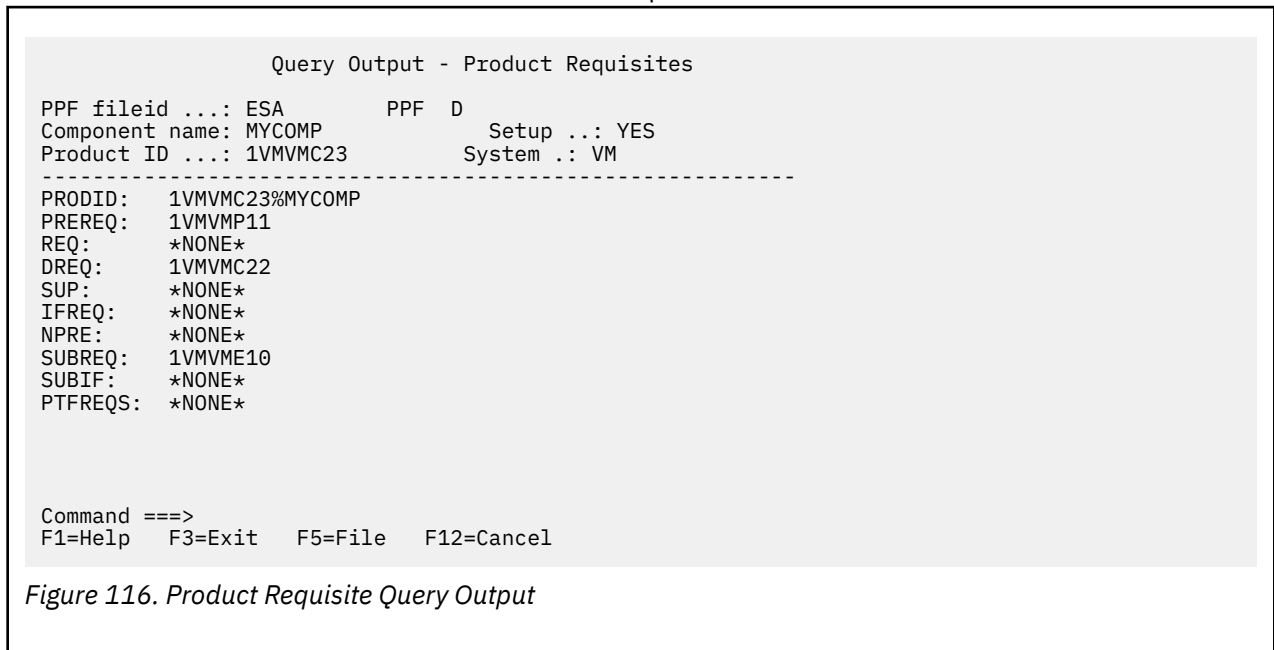 Query Output - Product Requisites
PPF fileid ...: ESA PPF D
Component name: MYCOMP Setup ..: YES
Product ID ...: 1VMVMC23 System .: VM
----------------------------------------------------------
PRODID: 1VMVMC23%MYCOMP
PREREQ: 1VMVMP11
REQ: *NONE*
DREQ: 1VMVMC22
SUP: *NONE*
IFREQ: *NONE*
NPRE: *NONE*
SUBREQ: 1VMVME10
SUBIF: *NONE*
PTFREQS: *NONE*
Command ===>
F1=Help F3=Exit F5=File F12=Cancel
Figure 116. Product Requisite Query Output